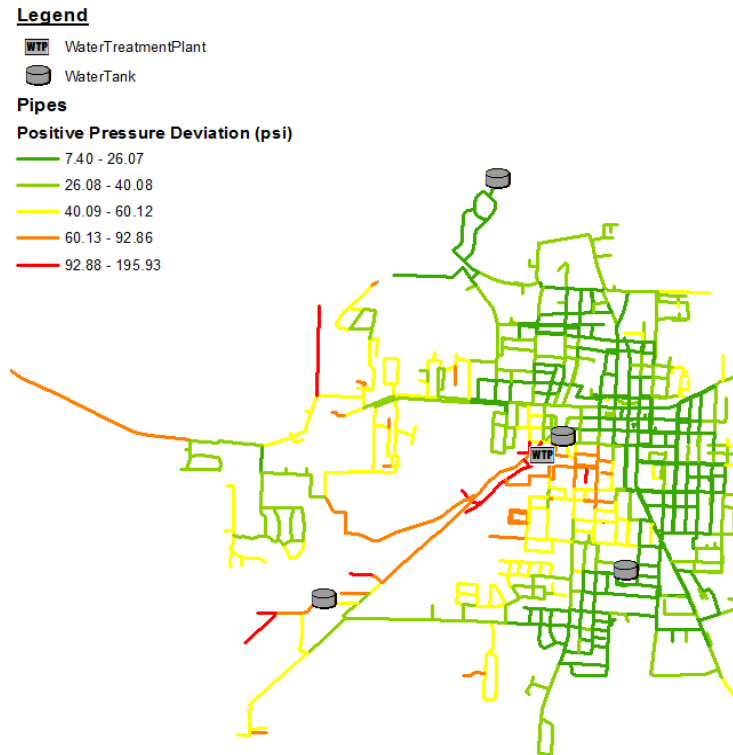 Legend
WTP WaterTreatmentPlant
WaterTank
Pipes
Positive Pressure Deviation (psi)
7.40 - 26.07
26.08 - 40.08
40.09 - 60.12
60.13 - 92.86
92.88 - 195.93
WTP